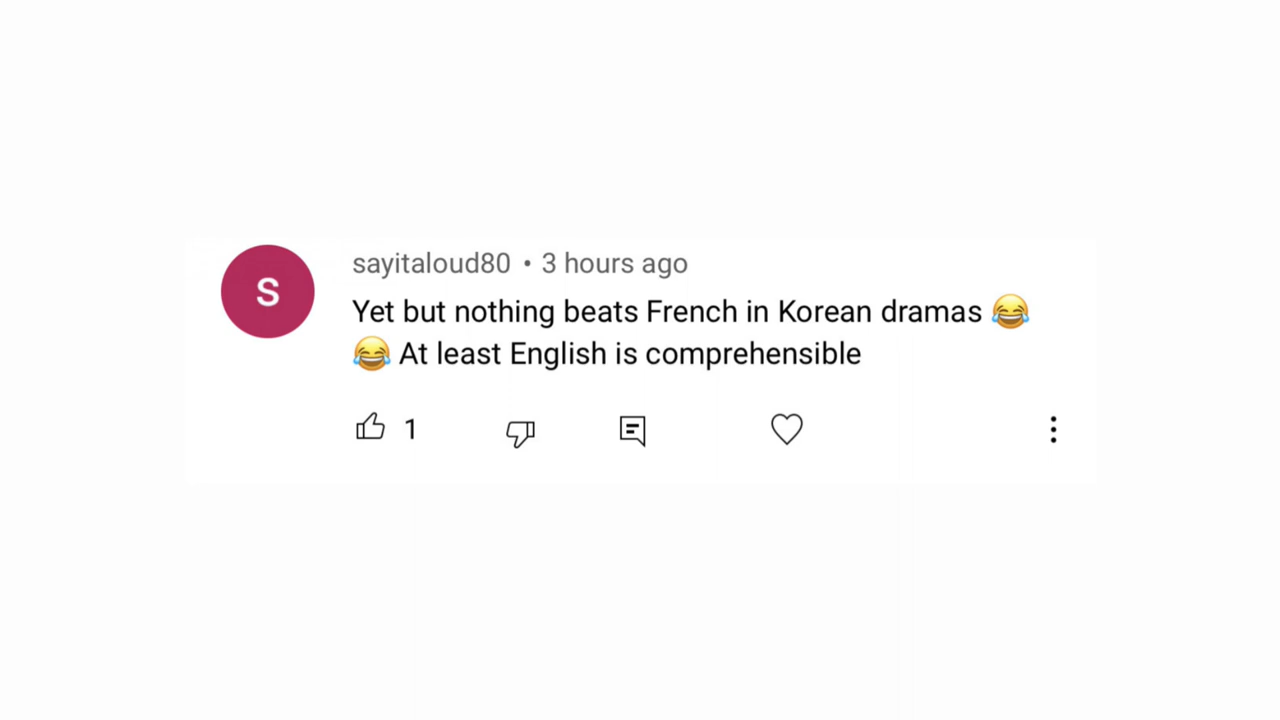 S
sayitaloud80 • 3 hours ago
Yet but nothing beats French in Korean dramas 😂
😂 At least English is comprehensible
1